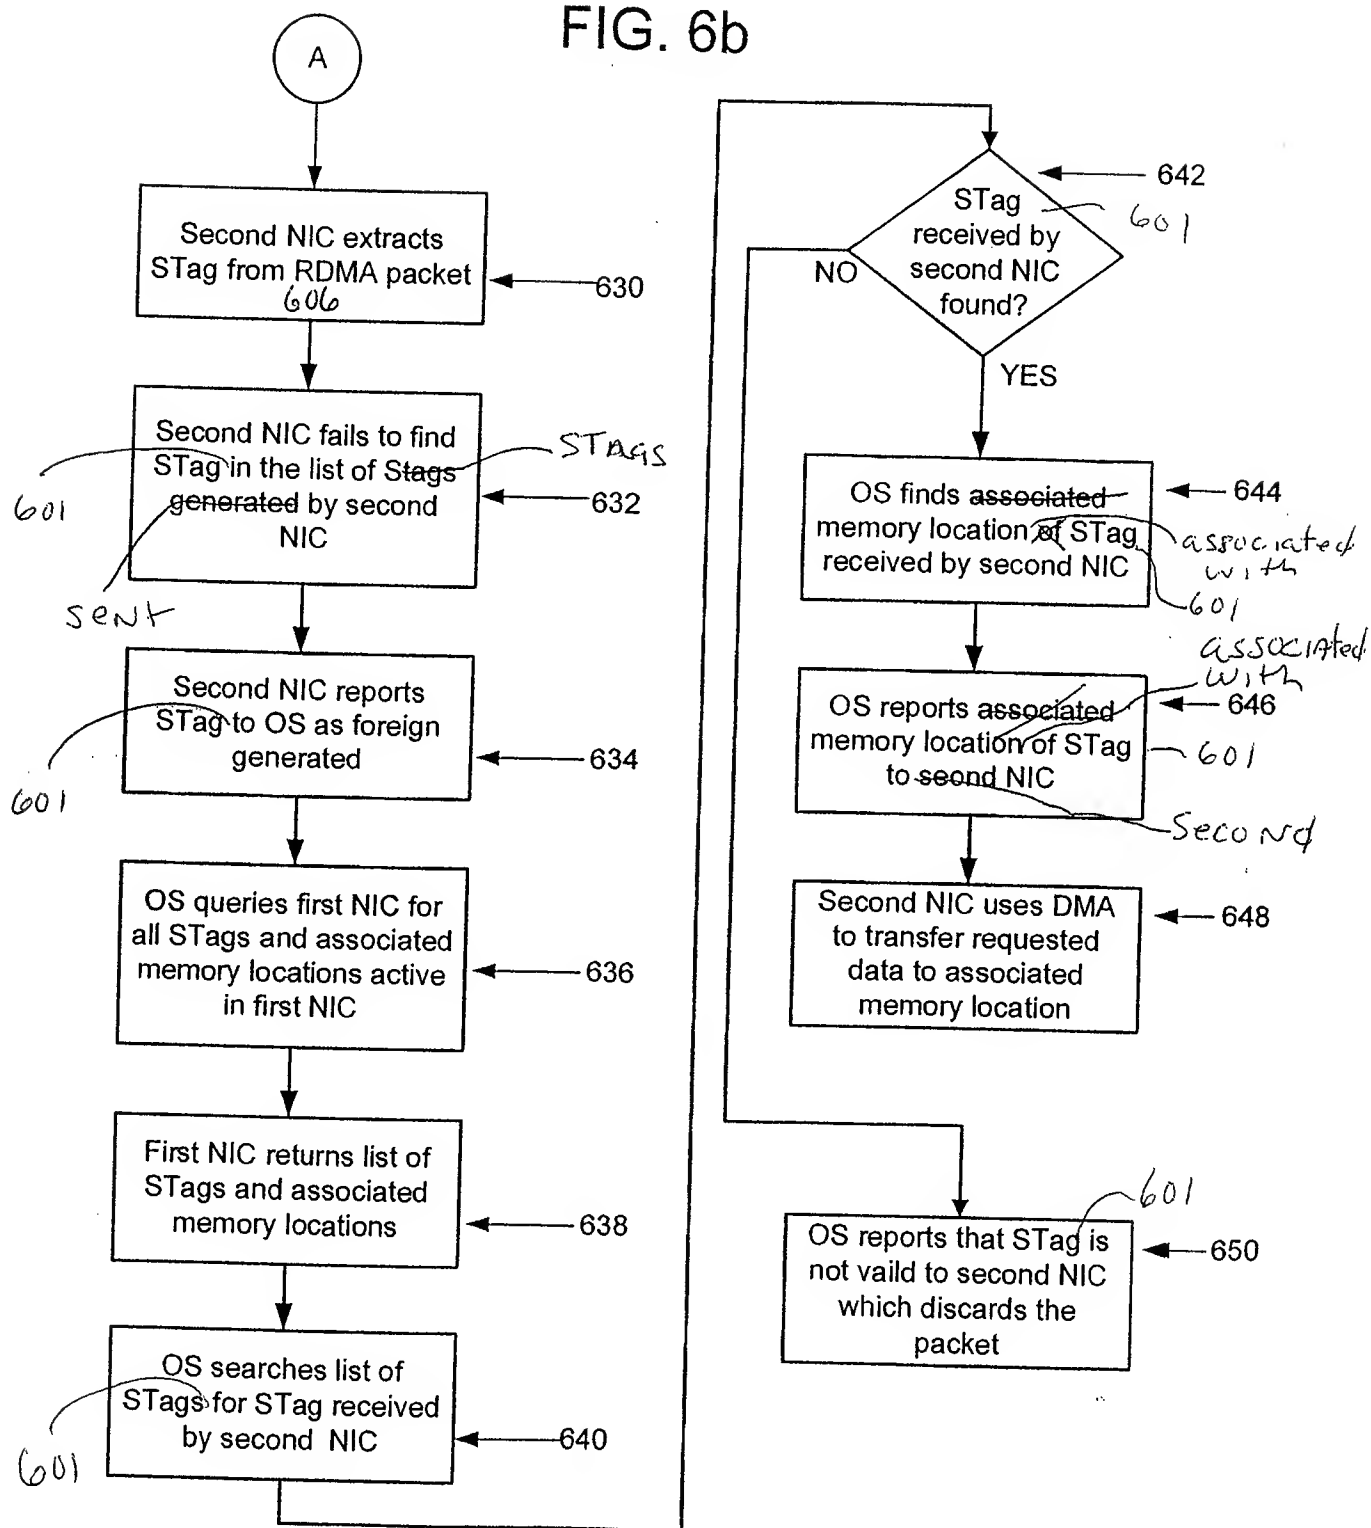 FIG. 6b
A
Second NIC extracts
STag from RDMA packet
606
630
Second NIC fails to find
STag in the list of Stags
generated by second
NIC
STAGS
601
632
sent
Second NIC reports
STag to OS as foreign
generated
634
601
OS queries first NIC for
all STags and associated
memory locations active
in first NIC
636
First NIC returns list of
STags and associated
memory locations
638
OS searches list of
STags for STag received
by second NIC
640
601
642
STag
received by
second NIC
found?
601
NO
YES
OS finds associated
memory location of STag
received by second NIC
644
associated
with
601
associated
with
OS reports associated
memory location of STag
to seond NIC
646
601
Second
Second NIC uses DMA
to transfer requested
data to associated
memory location
648
601
OS reports that STag is
not vaild to second NIC
which discards the
packet
650